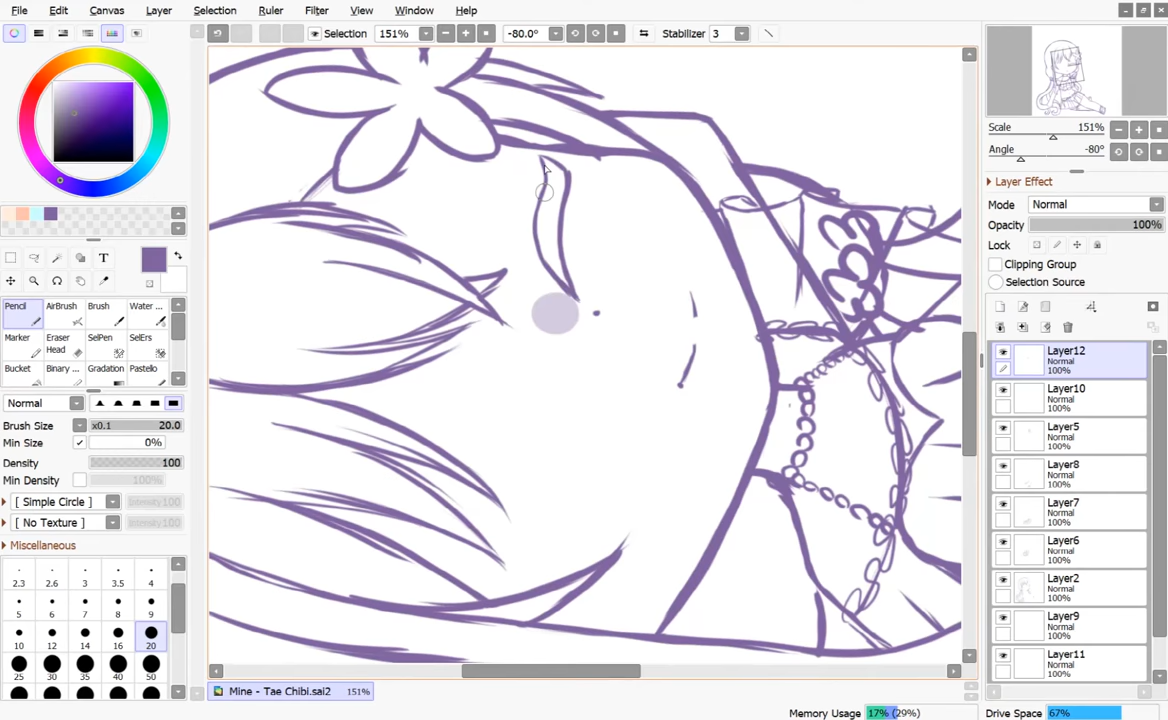 File Edit Canvas Layer Selection Ruler Filter View Window Help
Selection 151% -80.0° Stabilizer 3
T
Pencil AirBrush Brush Water ...
Marker Eraser Head SelPen SelErs
Bucket Binary ... Gradation Pastello
Normal
Brush Size x0.1 20.0
Min Size 0%
Density 100
Min Density 100%
[ Simple Circle ] Intensity 100
[ No Texture ] Intensity 100
Miscellaneous
2.3 2.6 3 3.5 4
5 6 7 8 9
10 12 14 16 20
25 30 35 40 50
Mine - Tae Chibi.sai2 151%
Scale 151%
Angle -80°
Layer Effect
Mode Normal
Opacity 100%
Lock
Clipping Group
Selection Source
Layer12
Normal
100%
Layer10
Normal
100%
Layer5
Normal
100%
Layer8
Normal
100%
Layer7
Normal
100%
Layer6
Normal
100%
Layer2
Normal
100%
Layer9
Normal
100%
Layer11
Normal
100%
Memory Usage 17% (29%) Drive Space 67%